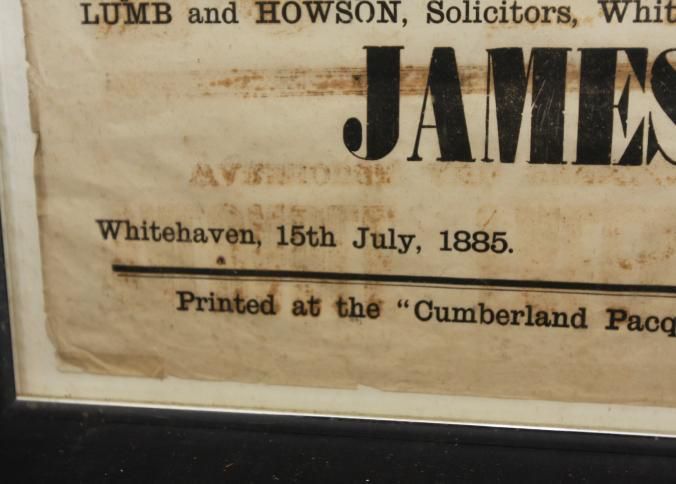 LUMB and HOWSON, Solicitors, Whit
JAMES
Whitehaven, 15th July, 1885.
Printed at the “Cumberland Pacq